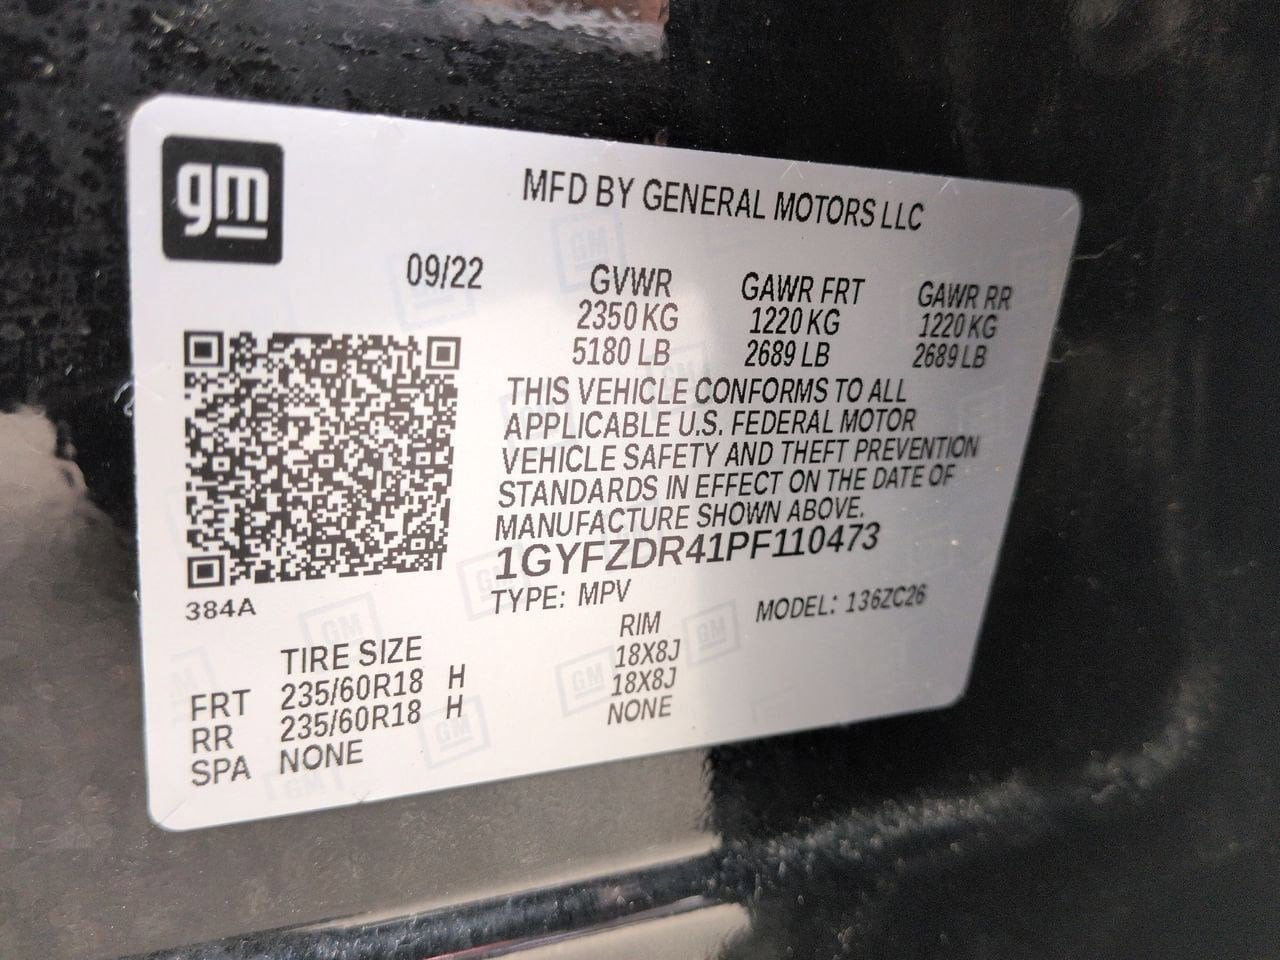 gm
MFD BY GENERAL MOTORS LLC
09/22 GVWR GAWR FRT GAWR RR
2350 KG 1220 KG 1220 KG
5180 LB 2689 LB 2689 LB
THIS VEHICLE CONFORMS TO ALL
APPLICABLE U.S. FEDERAL MOTOR
VEHICLE SAFETY AND THEFT PREVENTION
STANDARDS IN EFFECT ON THE DATE OF
MANUFACTURE SHOWN ABOVE.
1GYFZDR41PF110473
384A
TYPE: MPV MODEL: 136ZC26
TIRE SIZE RIM
FRT 235/60R18 H 18X8J
RR 235/60R18 H 18X8J
SPA NONE NONE